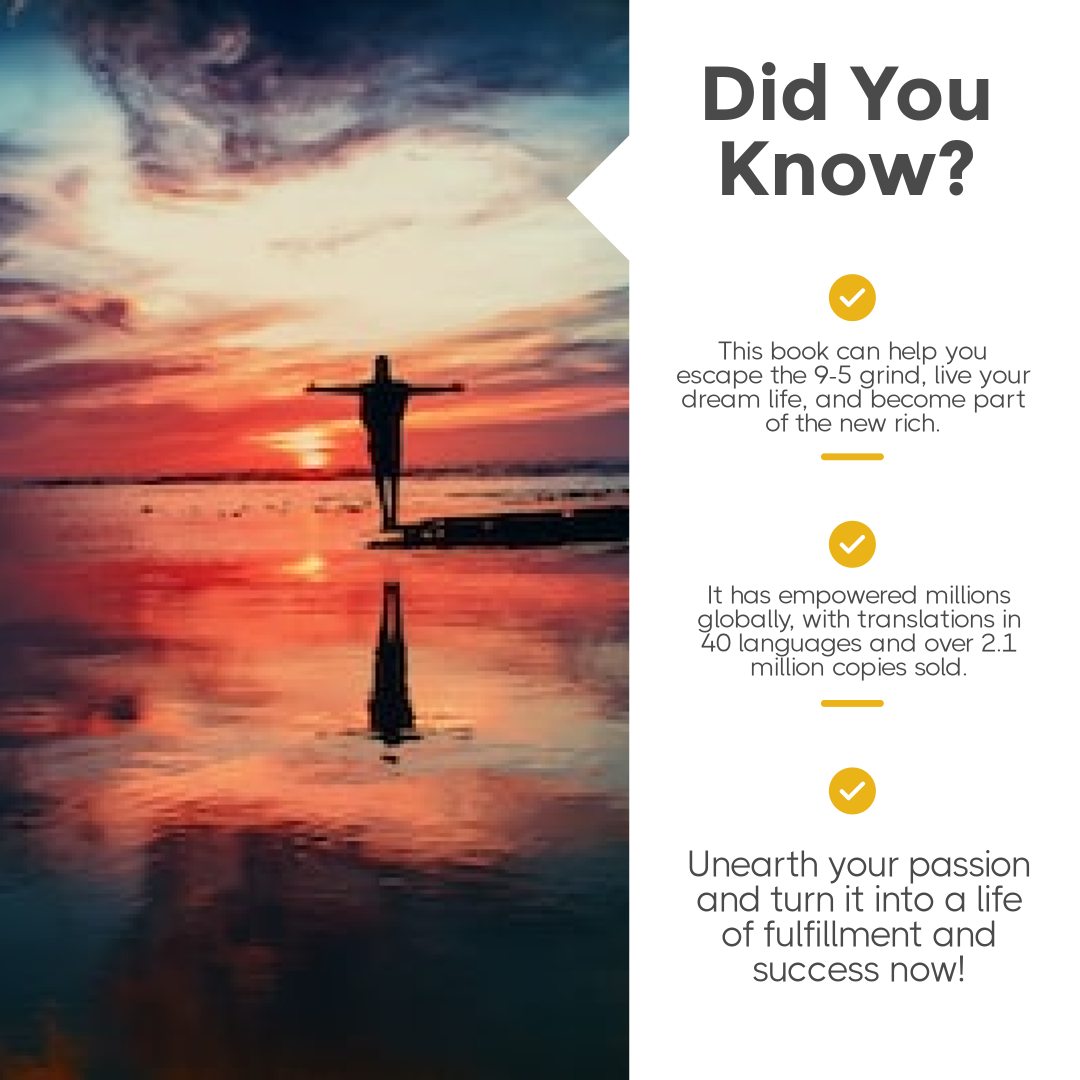 Did You
Know?
This book can help you
escape the 9-5 grind, live your
dream life, and become part
of the new rich.
It has empowered millions
globally, with translations in
40 languages and over 2.1
million copies sold.
Unearth your passion
and turn it into a life
of fulfillment and
success now!